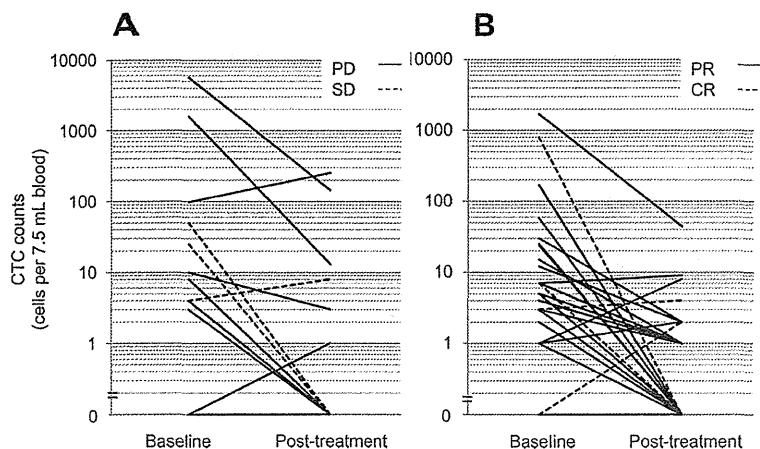 A
B
CTC counts
(cells per 7.5 mL blood)
10000
1000
100
10
1
0
PD
SD
Baseline
Post-treatment
10000
1000
100
10
1
0
PR
CR
Baseline
Post-treatment